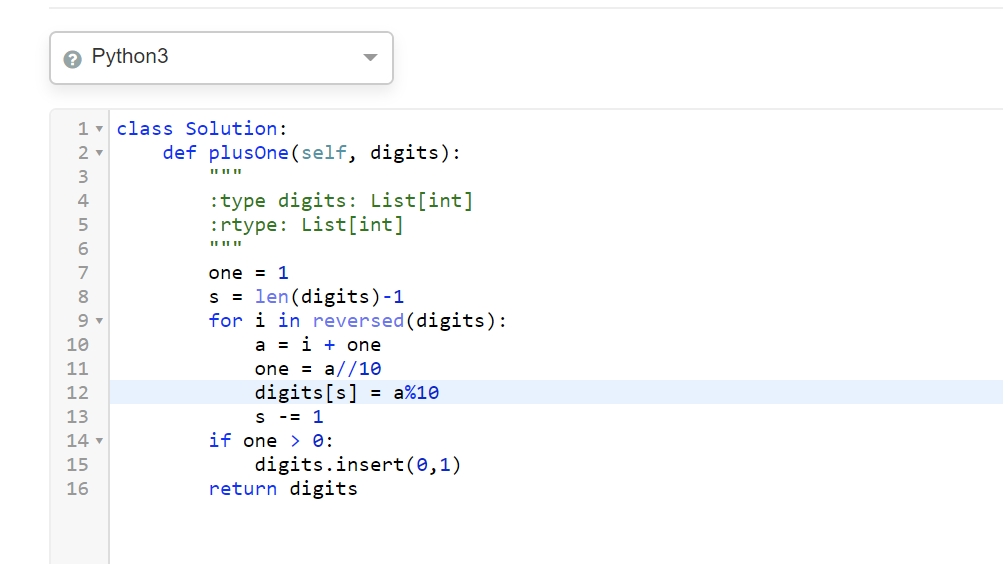 Python3
1 class Solution:
2 def plusOne(self, digits):
3 """
4 :type digits: List[int]
5 :rtype: List[int]
6 """
7 one = 1
8 s = len(digits)-1
9 for i in reversed(digits):
10 a = i + one
11 one = a//10
12 digits[s] = a%10
13 s -= 1
14 if one > 0:
15 digits.insert(0,1)
16 return digits